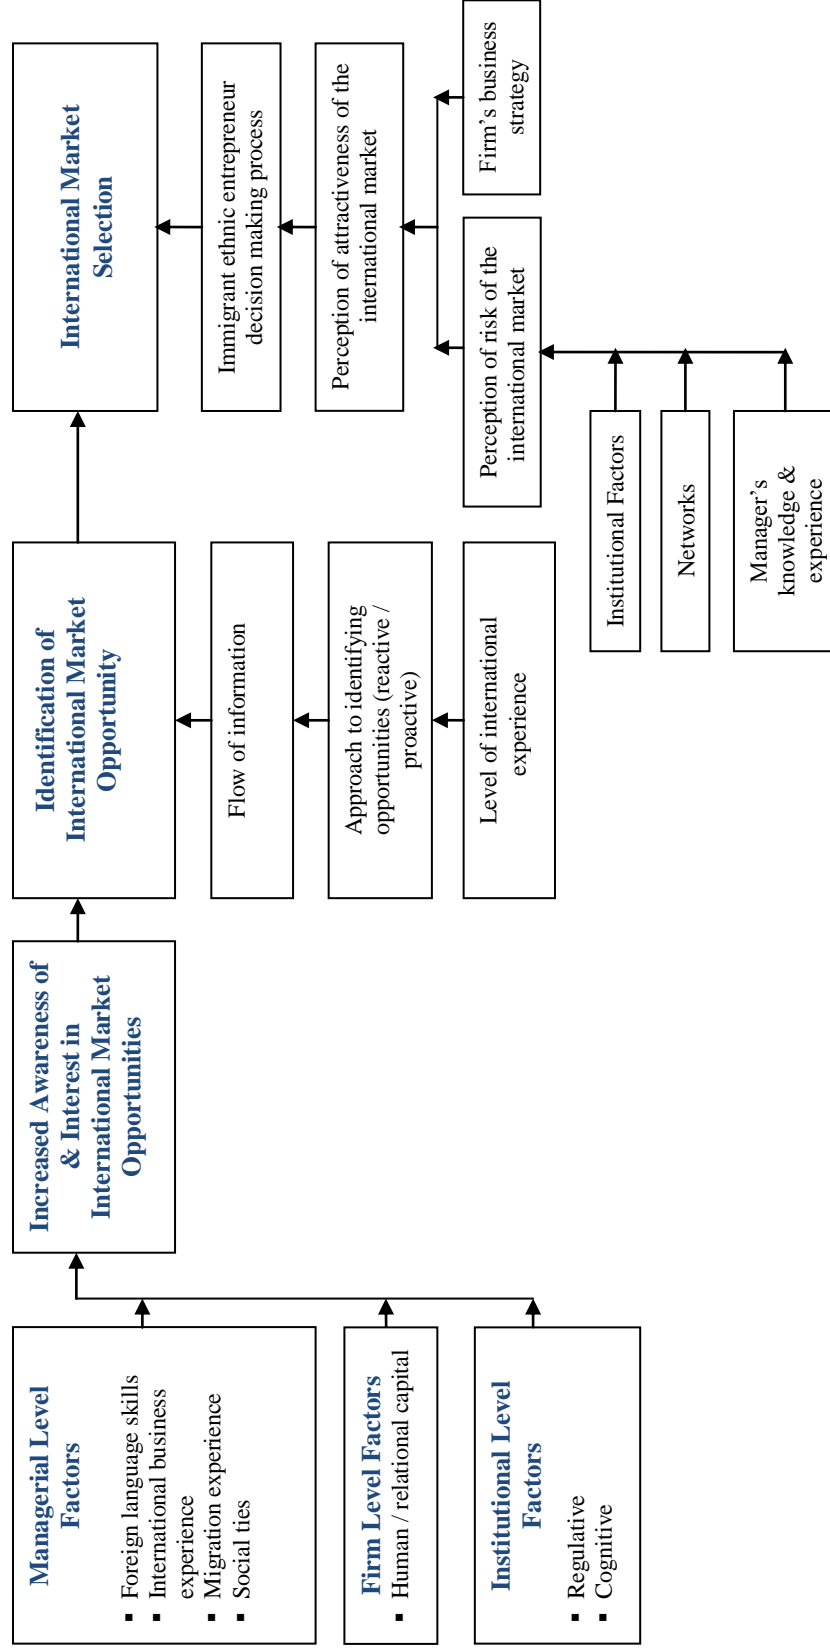 Managerial Level
Factors
▪ Foreign language skills
▪ International business
experience
▪ Migration experience
▪ Social ties
Firm Level Factors
▪ Human / relational capital
Institutional Level
Factors
▪ Regulative
▪ Cognitive
Increased Awareness of
& Interest in
International Market
Opportunities
Identification of
International Market
Opportunity
Flow of information
Approach to identifying
opportunities (reactive /
proactive)
Level of international
experience
International Market
Selection
Immigrant ethnic entrepreneur
decision making process
Perception of attractiveness of the
international market
Perception of risk of the
international market
Firm's business
strategy
Institutional Factors
Networks
Manager's
knowledge &
experience